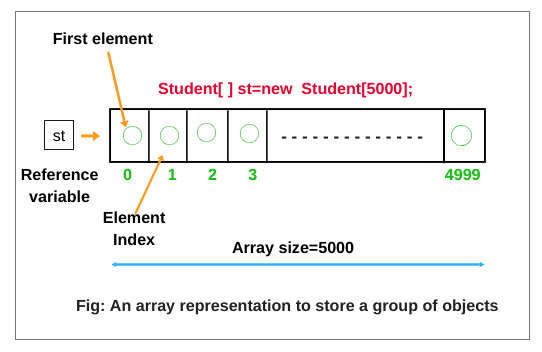 First element
Student[ ] st=new  Student[5000];
st
Reference
variable
0 1 2 3 4999
Element
Index
Array size=5000
Fig: An array representation to store a group of objects